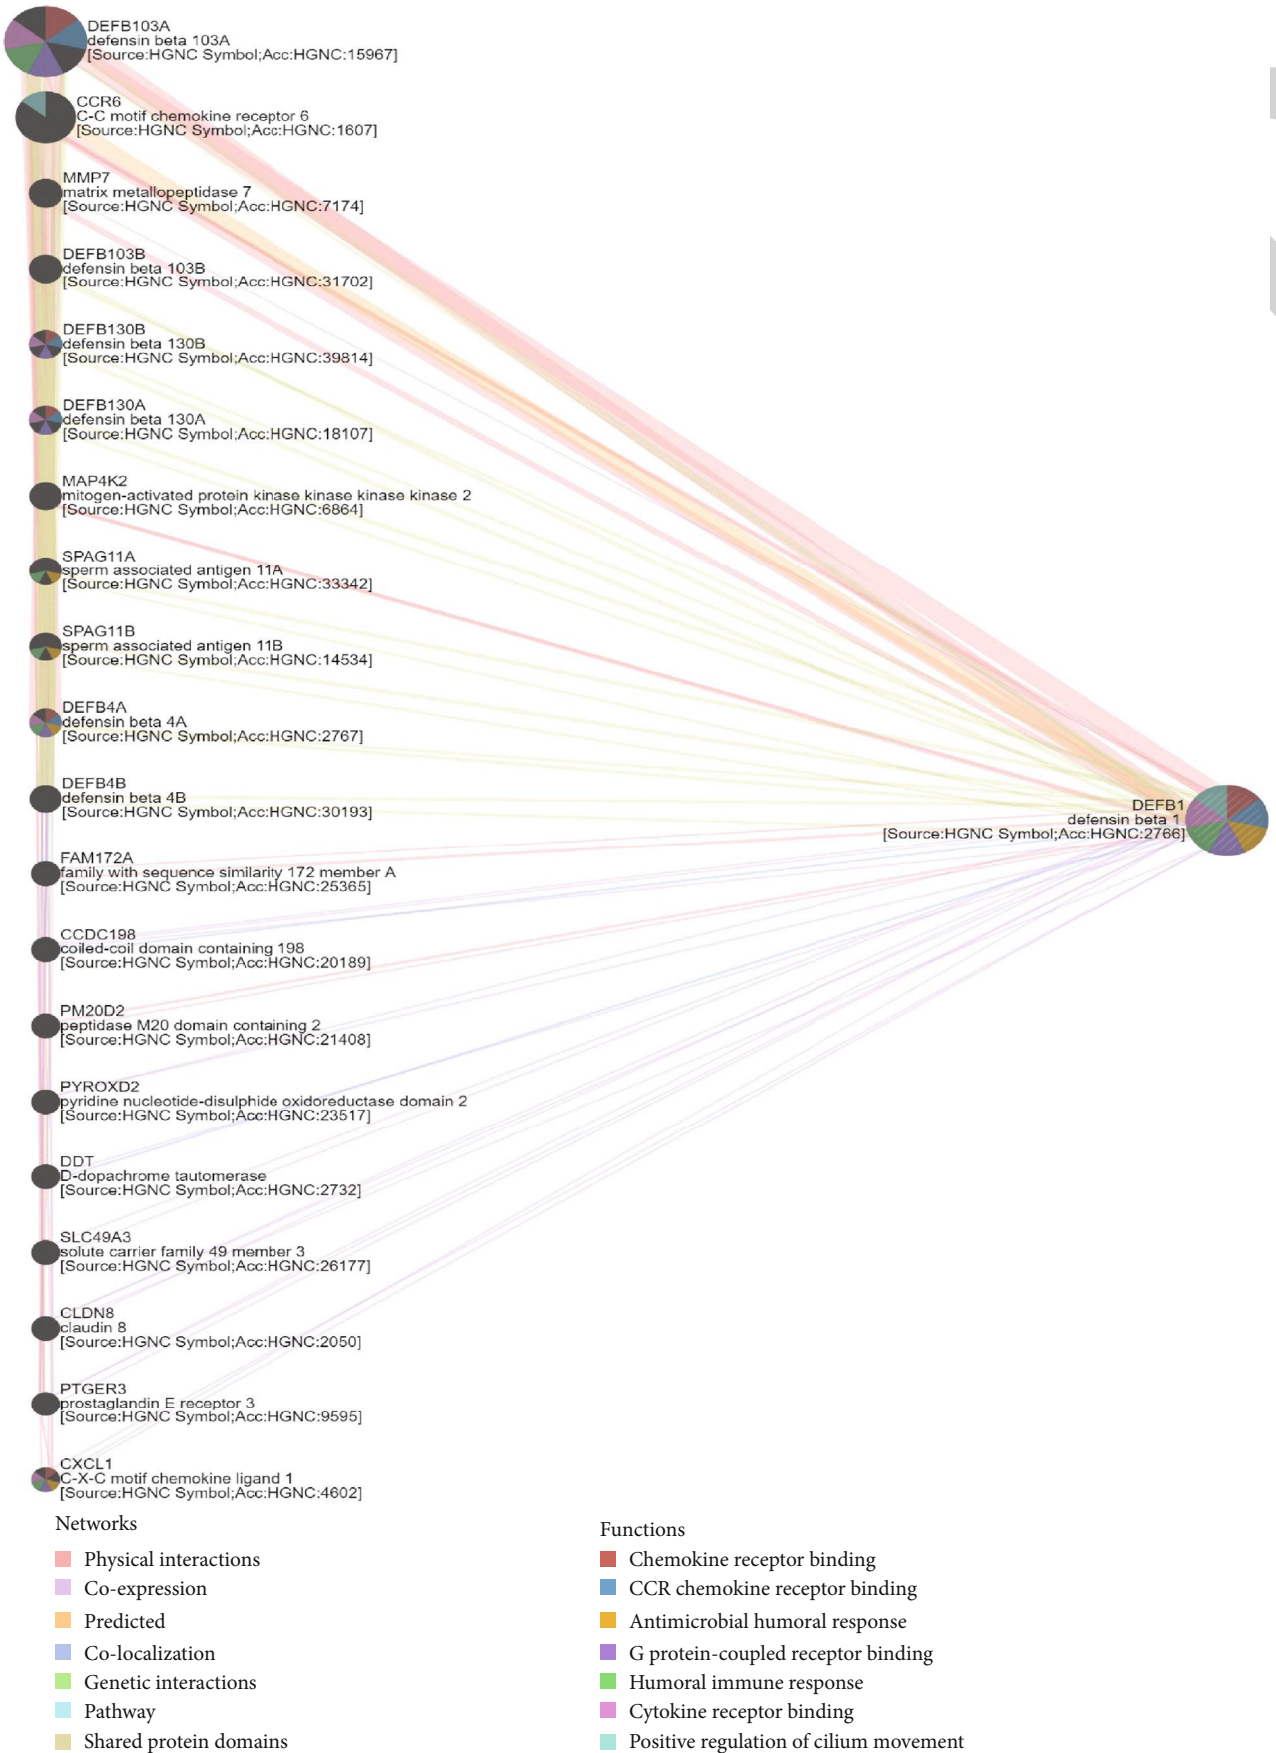 DEFB103A
defensin beta 103A
[Source:HGNC Symbol;Acc:HGNC:15967]
CCR6
C-C motif chemokine receptor 6
[Source:HGNC Symbol;Acc:HGNC:1607]
MMP7
matrix metallopeptidase 7
[Source:HGNC Symbol;Acc:HGNC:7174]
DEFB103B
defensin beta 103B
[Source:HGNC Symbol;Acc:HGNC:31702]
DEFB130B
defensin beta 130B
[Source:HGNC Symbol;Acc:HGNC:39814]
DEFB130A
defensin beta 130A
[Source:HGNC Symbol;Acc:HGNC:18107]
MAP4K2
mitogen-activated protein kinase kinase kinase kinase 2
[Source:HGNC Symbol;Acc:HGNC:6864]
SPAG11A
sperm associated antigen 11A
[Source:HGNC Symbol;Acc:HGNC:33342]
SPAG11B
sperm associated antigen 11B
[Source:HGNC Symbol;Acc:HGNC:14534]
DEFB4A
defensin beta 4A
[Source:HGNC Symbol;Acc:HGNC:2767]
DEFB4B
defensin beta 4B
[Source:HGNC Symbol;Acc:HGNC:30193]
DEFB1
defensin beta 1
[Source:HGNC Symbol;Acc:HGNC:2766]
FAM172A
family with sequence similarity 172 member A
[Source:HGNC Symbol;Acc:HGNC:25365]
CCDC198
coiled-coil domain containing 198
[Source:HGNC Symbol;Acc:HGNC:20189]
PM20D2
peptidase M20 domain containing 2
[Source:HGNC Symbol;Acc:HGNC:21408]
PYROXD2
pyridine nucleotide-disulphide oxidoreductase domain 2
[Source:HGNC Symbol;Acc:HGNC:23517]
DDT
D-dopachrome tautomerase
[Source:HGNC Symbol;Acc:HGNC:2732]
SLC49A3
solute carrier family 49 member 3
[Source:HGNC Symbol;Acc:HGNC:26177]
CLDN8
claudin 8
[Source:HGNC Symbol;Acc:HGNC:2050]
PTGER3
prostaglandin E receptor 3
[Source:HGNC Symbol;Acc:HGNC:9595]
CXCL1
C-X-C motif chemokine ligand 1
[Source:HGNC Symbol;Acc:HGNC:4602]
Networks
Physical interactions
Co-expression
Predicted
Co-localization
Genetic interactions
Pathway
Shared protein domains
Functions
Chemokine receptor binding
CCR chemokine receptor binding
Antimicrobial humoral response
G protein-coupled receptor binding
Humoral immune response
Cytokine receptor binding
Positive regulation of cilium movement